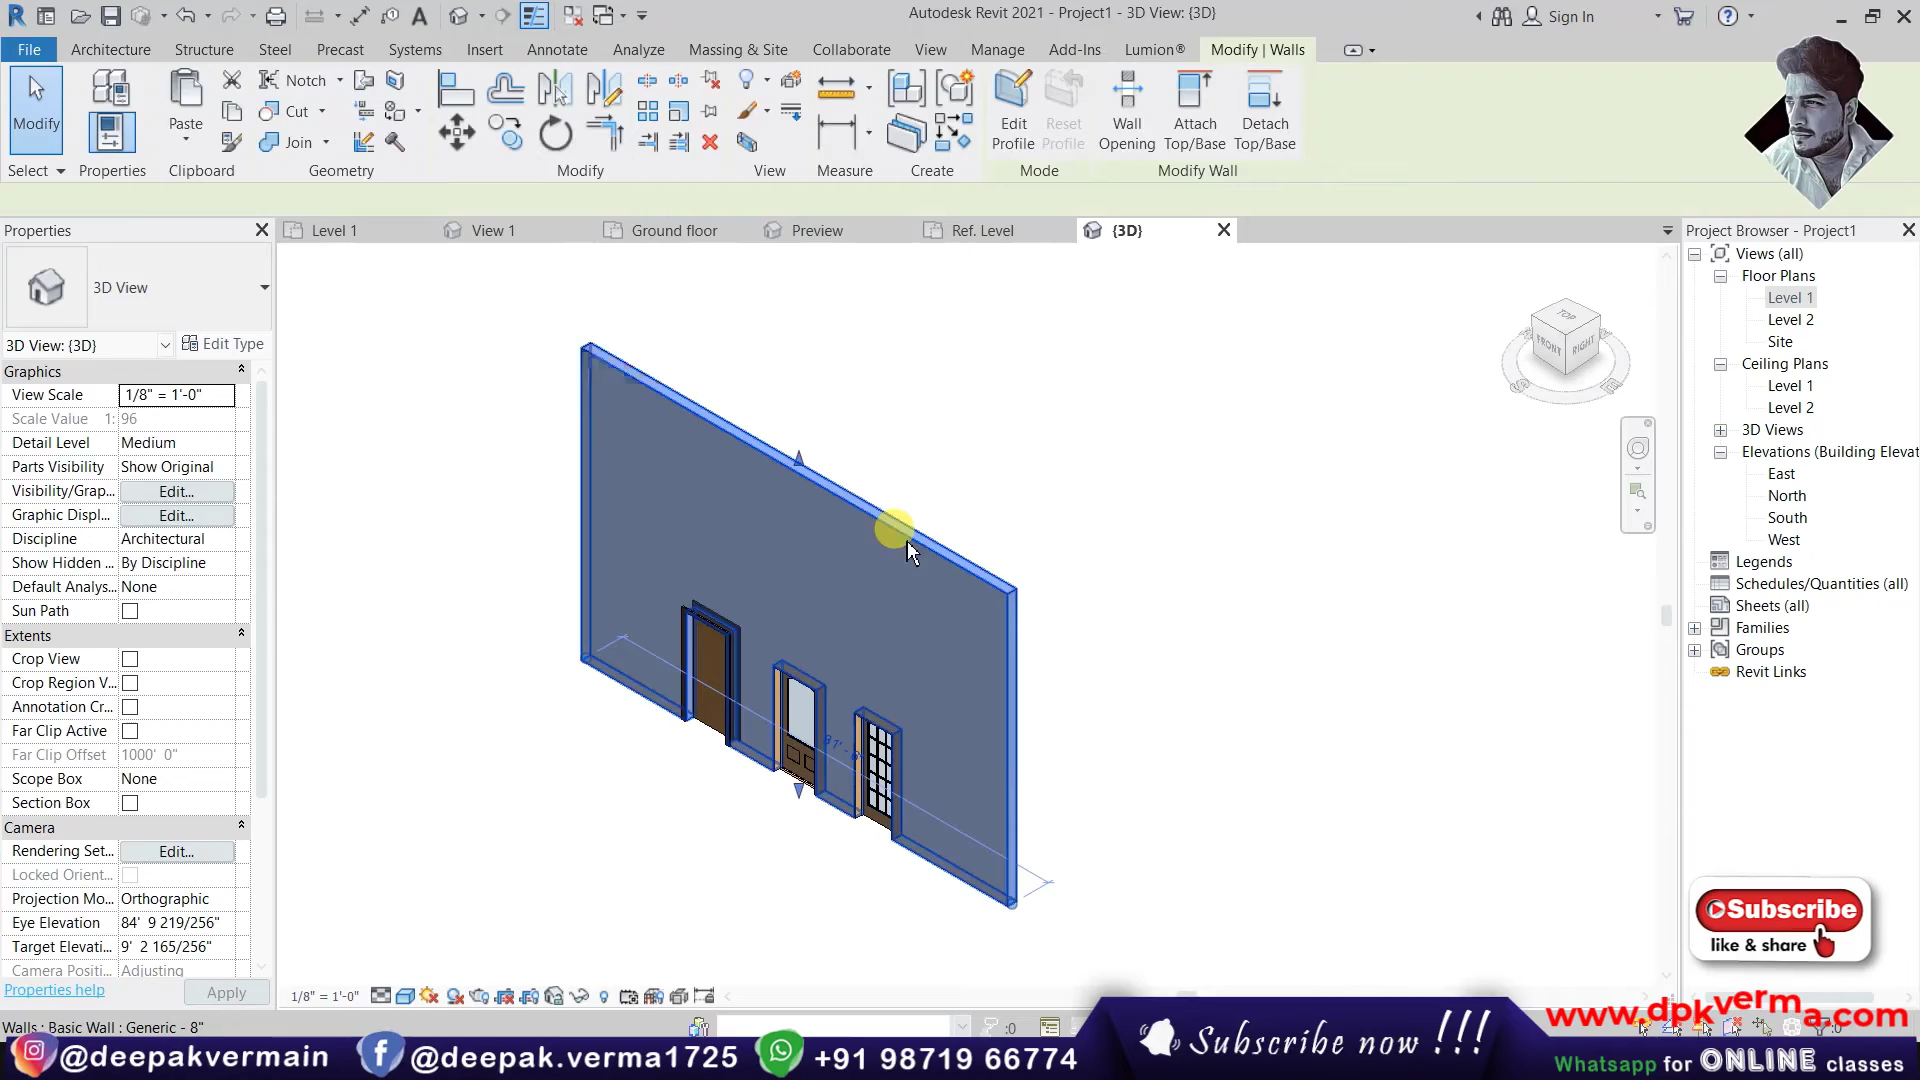 Autodesk Revit 2021 - Project1 - 3D View: {3D}
Sign In
File
Architecture
Structure
Steel
Precast
Systems
Insert
Annotate
Analyze
Massing & Site
Collaborate
View
Manage
Add-Ins
Lumion®
Modify | Walls
Modify
Paste
Notch
Cut
Join
Edit Profile
Reset Profile
Wall Opening
Attach Top/Base
Detach Top/Base
Select
Properties
Clipboard
Geometry
Modify
View
Measure
Create
Mode
Modify Wall
Properties
3D View
3D View: {3D}
Edit Type
Graphics
View Scale 1/8" = 1'-0"
Scale Value 1: 96
Detail Level Medium
Parts Visibility Show Original
Visibility/Grap... Edit...
Graphic Displ... Edit...
Discipline Architectural
Show Hidden ... By Discipline
Default Analys... None
Sun Path
Extents
Crop View
Crop Region V...
Annotation Cr...
Far Clip Active
Far Clip Offset 1000' 0"
Scope Box None
Section Box
Camera
Rendering Set... Edit...
Locked Orient...
Projection Mo... Orthographic
Eye Elevation 84' 9 219/256"
Target Elevati... 9' 2 165/256"
Camera Positi... Adjusting
Properties help
Apply
Level 1
View 1
Ground floor
Preview
Ref. Level
{3D}
TOP
FRONT
RIGHT
1/8" = 1'-0"
Project Browser - Project1
Views (all)
Floor Plans
Level 1
Level 2
Site
Ceiling Plans
Level 1
Level 2
3D Views
Elevations (Building Elevat
East
North
South
West
Legends
Schedules/Quantities (all)
Sheets (all)
Families
Groups
Revit Links
Subscribe
like & share
Walls : Basic Wall : Generic - 8"
:0
:0
@deepakvermain
@deepak.verma1725
+91 98719 66774
Subscribe now !!!
www.dpkverma.com
Whatsapp for ONLINE classes